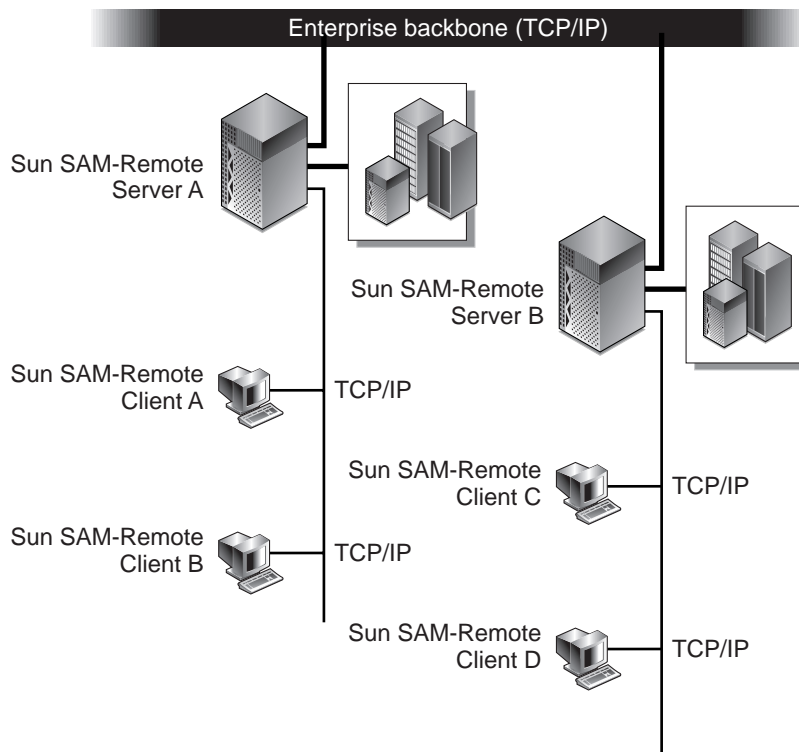 Enterprise backbone (TCP/IP)
Sun SAM-Remote
Server A
Sun SAM-Remote
Server B
Sun SAM-Remote
Client A
TCP/IP
Sun SAM-Remote
Client C
TCP/IP
Sun SAM-Remote
Client B
TCP/IP
Sun SAM-Remote
Client D
TCP/IP